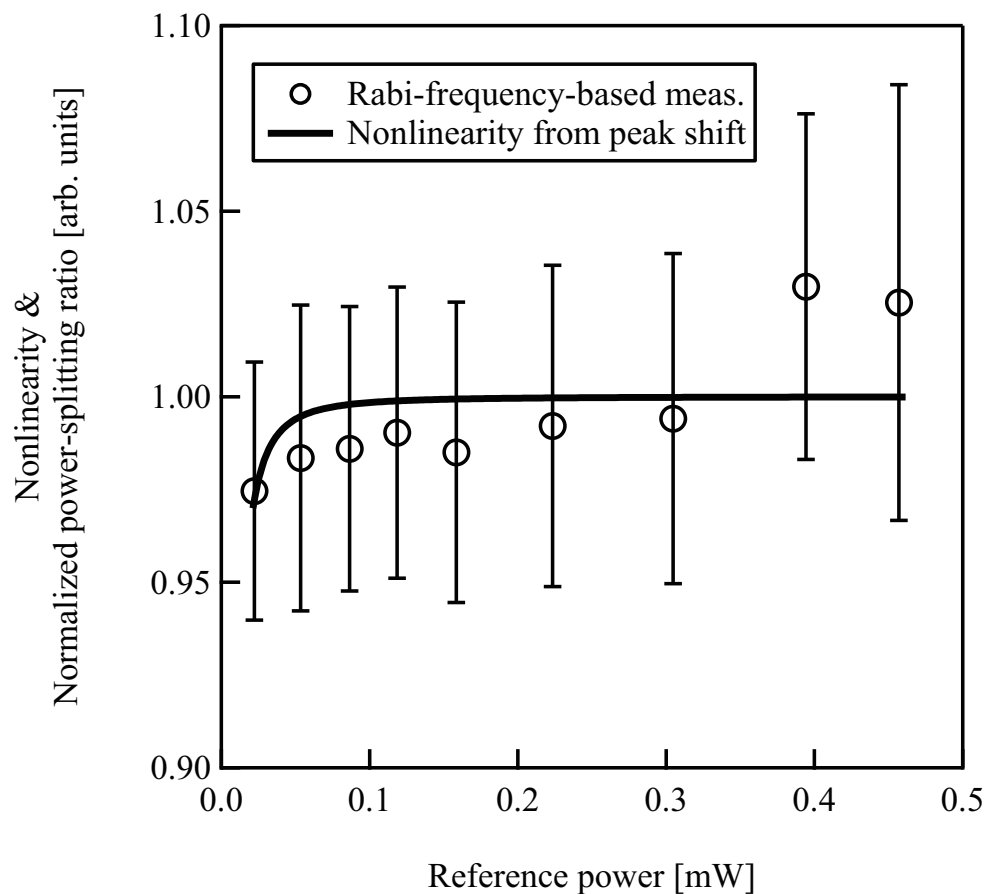 Nonlinearity &
Normalized power-splitting ratio [arb. units]
1.10
1.05
1.00
0.95
0.90
Rabi-frequency-based meas.
Nonlinearity from peak shift
0.0 0.1 0.2 0.3 0.4 0.5
Reference power [mW]